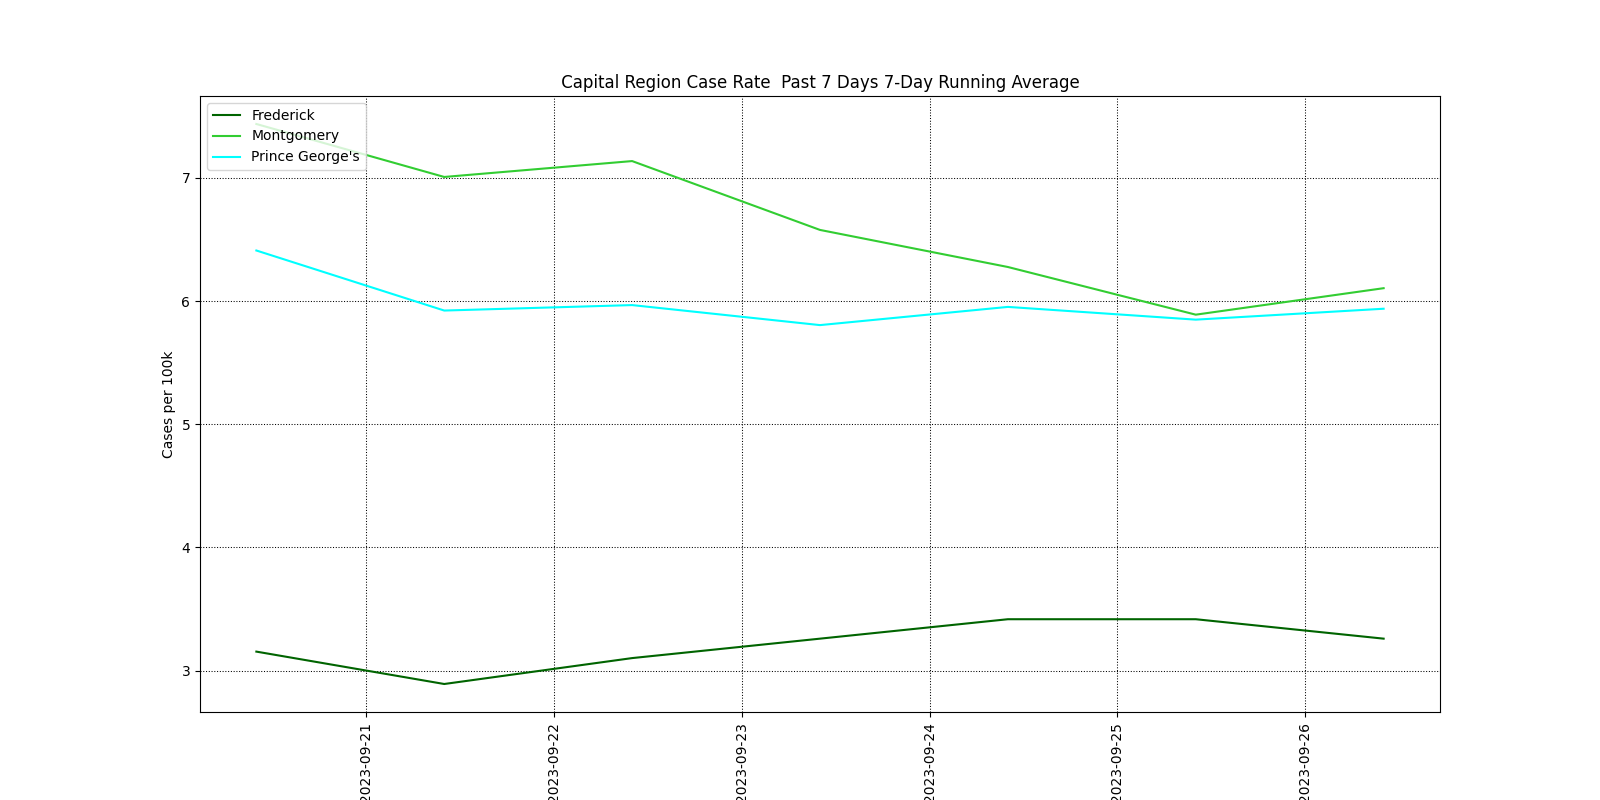 Capital Region Case Rate  Past 7 Days 7-Day Running Average
Frederick
Montgomery
Prince George's
7
6
5
4
3
Cases per 100k
2023-09-21
2023-09-22
2023-09-23
2023-09-24
2023-09-25
2023-09-26